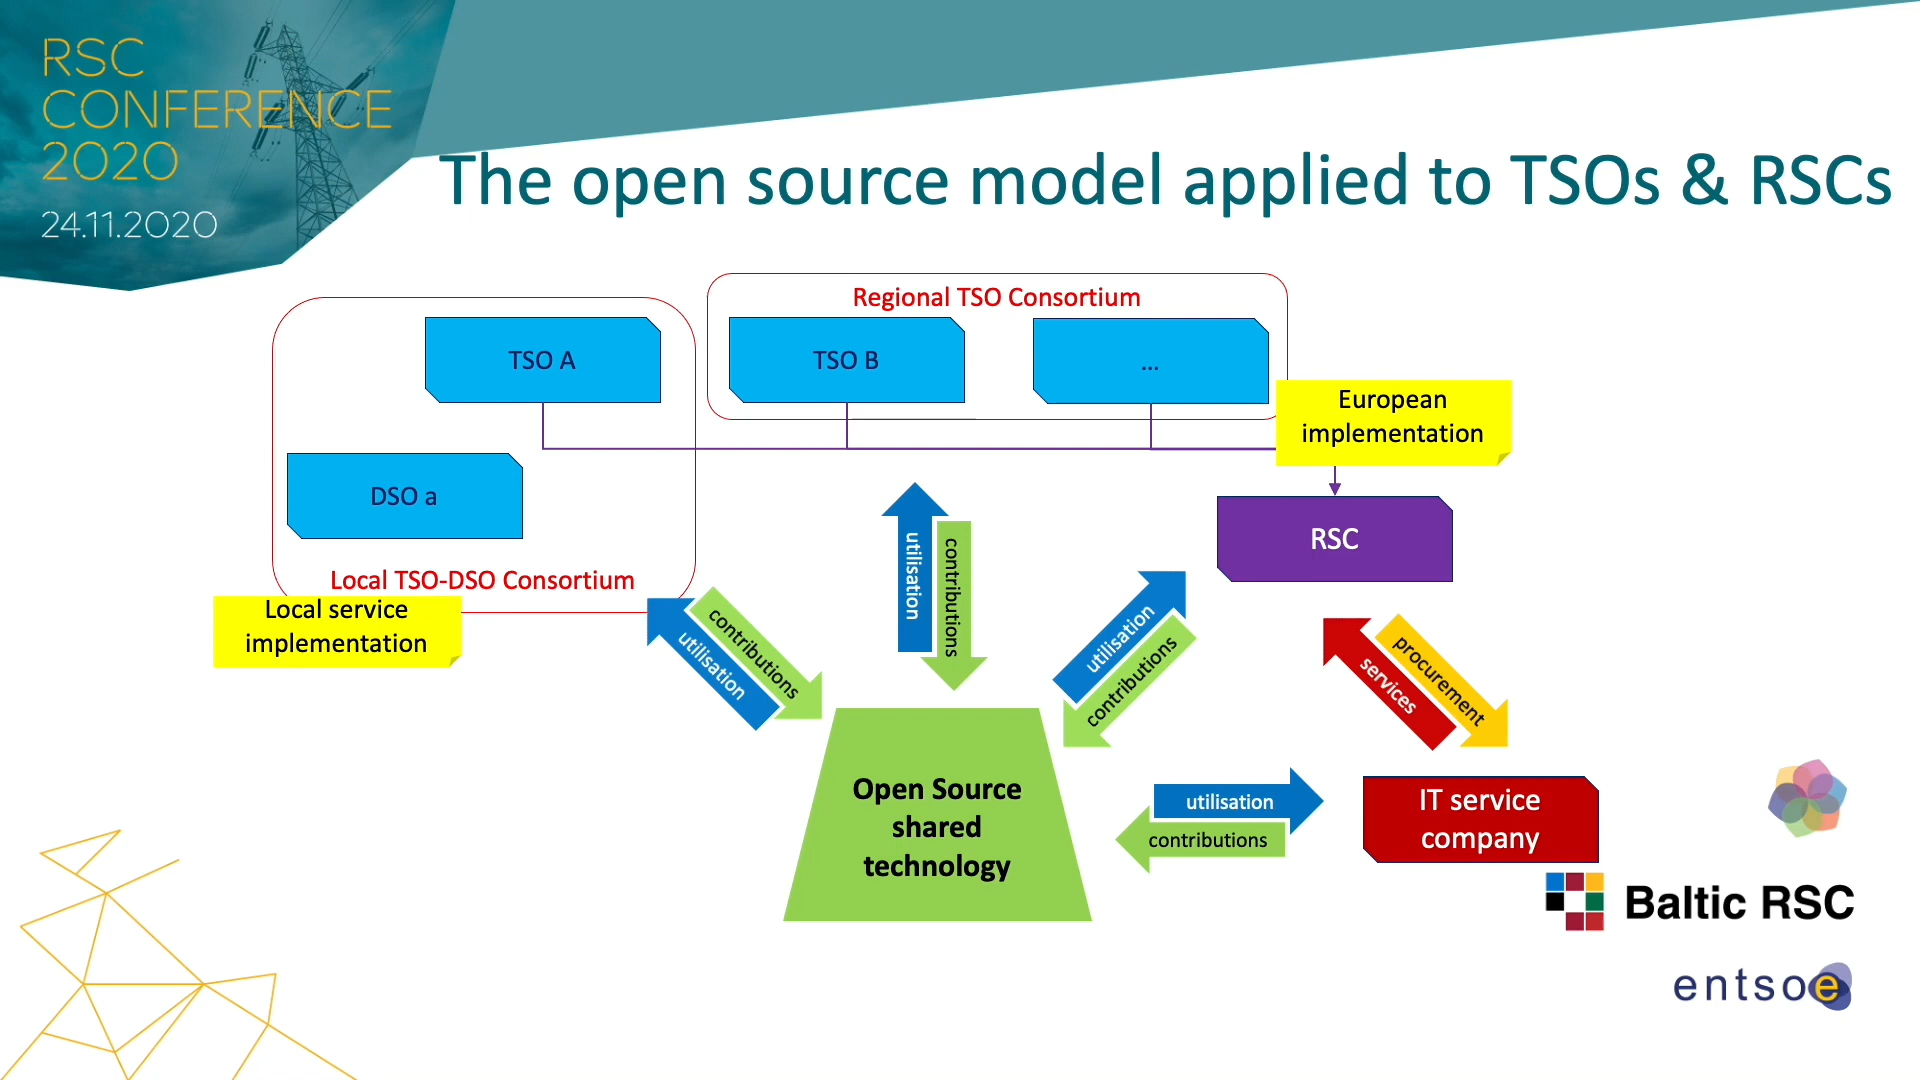 RSC
CONFERENCE
2020
24.11.2020
The open source model applied to TSOs & RSCs
Regional TSO Consortium
TSO A
TSO B
...
European
implementation
DSO a
RSC
Local TSO-DSO Consortium
Local service
implementation
utilisation
contributions
utilisation
contributions
utilisation
contributions
services
procurement
Open Source
shared
technology
utilisation
contributions
IT service
company
Baltic RSC
entsoe